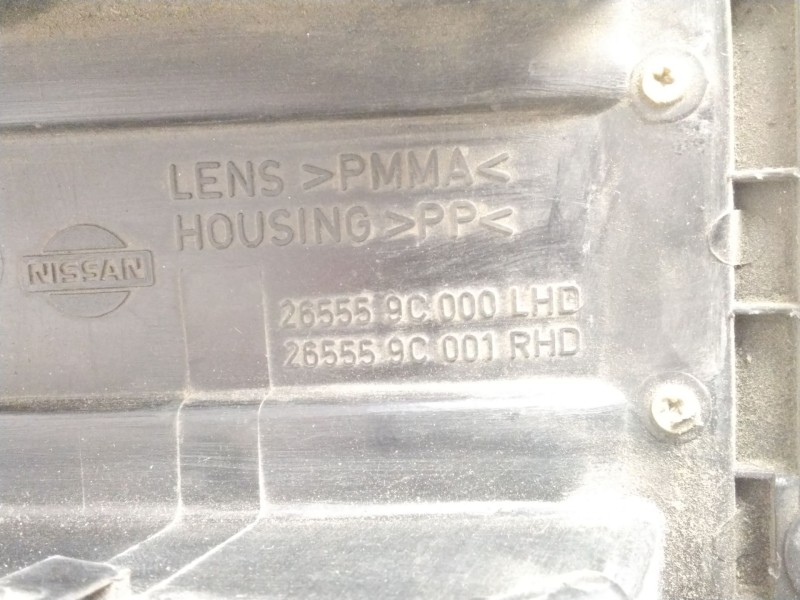 LENS >PMMA<
HOUSING >PP<
NISSAN
26555 9C 000 LHD
26555 9C 001 RHD